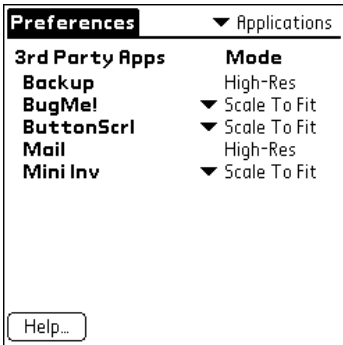 Preferences Applications
3rd Party Apps Mode
Backup High-Res
BugMe! Scale To Fit
ButtonScrl Scale To Fit
Mail High-Res
Mini Inv Scale To Fit
Help...